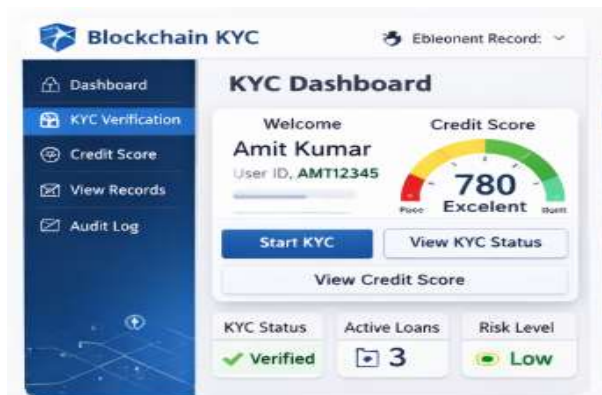 Blockchain KYC
Ebleonent Record:
Dashboard
KYC Verification
Credit Score
View Records
Audit Log
KYC Dashboard
Welcome
Amit Kumar
User ID, AMT12345
Credit Score
780
Excelent
Start KYC
View KYC Status
View Credit Score
KYC Status
Verified
Active Loans
3
Risk Level
Low